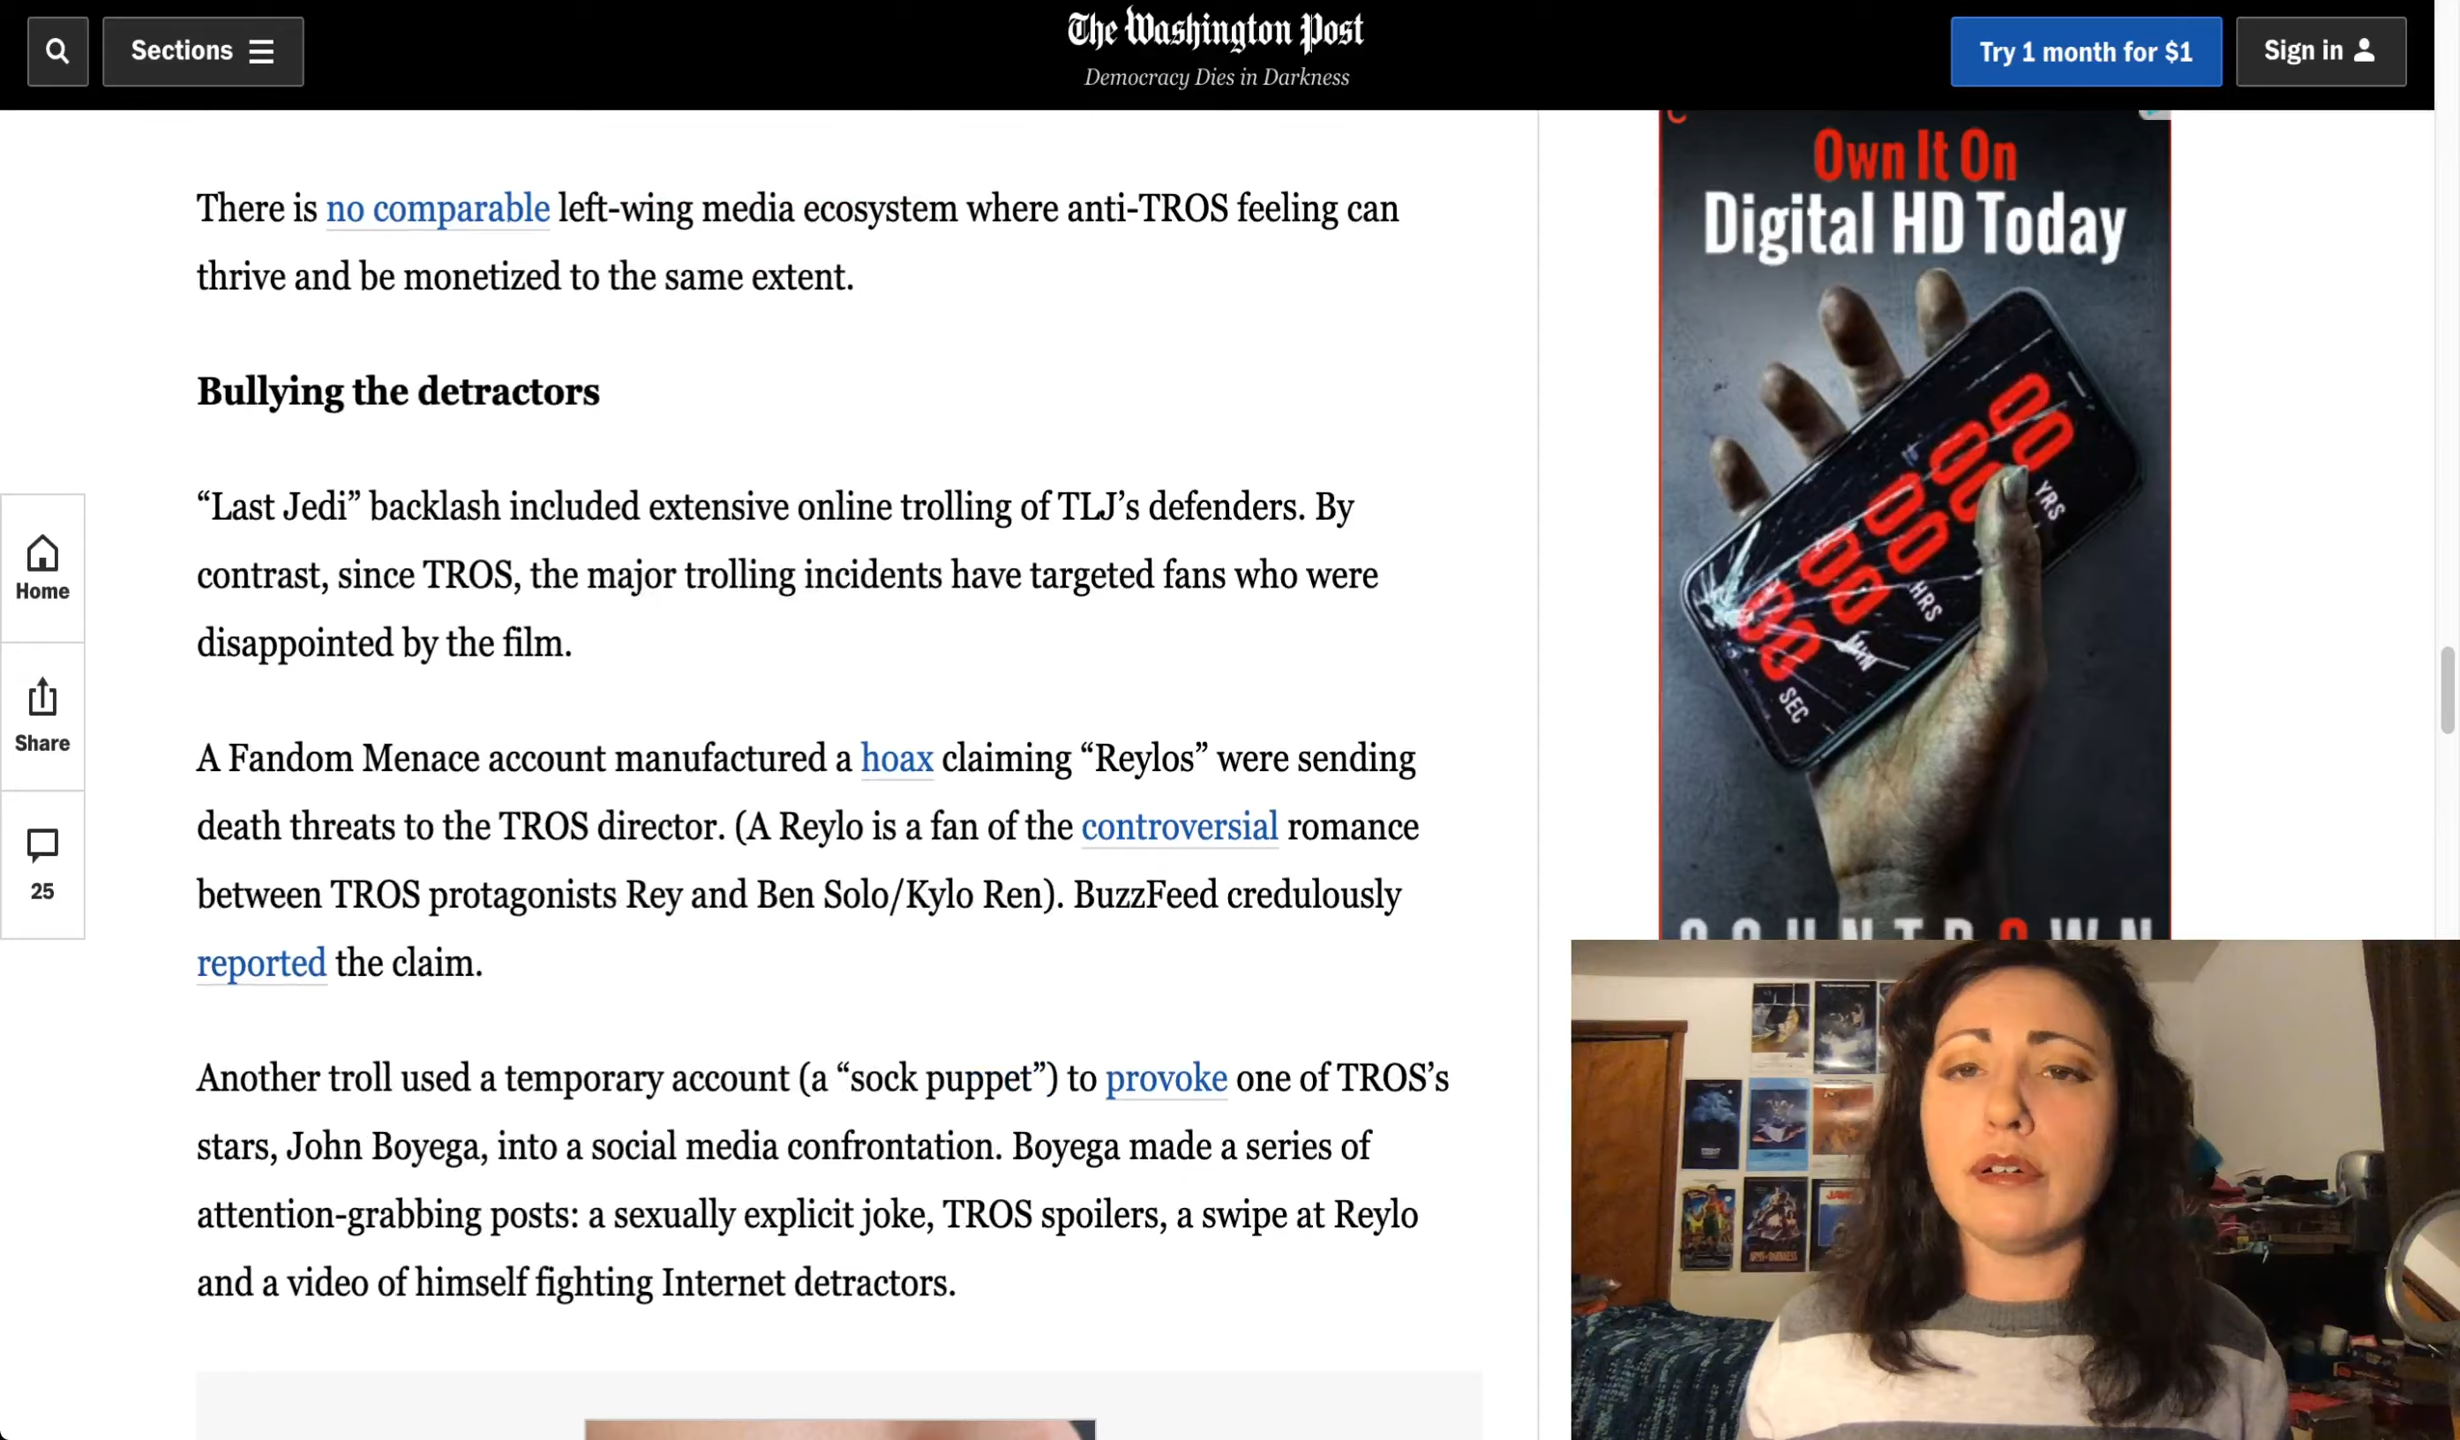 Sections
The Washington Post
Democracy Dies in Darkness
Try 1 month for $1
Sign in
There is no comparable left-wing media ecosystem where anti-TROS feeling can
thrive and be monetized to the same extent.
Bullying the detractors
“Last Jedi” backlash included extensive online trolling of TLJ’s defenders. By
contrast, since TROS, the major trolling incidents have targeted fans who were
disappointed by the film.
A Fandom Menace account manufactured a hoax claiming “Reylos” were sending
death threats to the TROS director. (A Reylo is a fan of the controversial romance
between TROS protagonists Rey and Ben Solo/Kylo Ren). BuzzFeed credulously
reported the claim.
Another troll used a temporary account (a “sock puppet”) to provoke one of TROS’s
stars, John Boyega, into a social media confrontation. Boyega made a series of
attention-grabbing posts: a sexually explicit joke, TROS spoilers, a swipe at Reylo
and a video of himself fighting Internet detractors.
Home
Share
25
Own It On
Digital HD Today
00 YRS
00
00 HRS
00 MIN
00 SEC
COUNTDOWN
JAWS